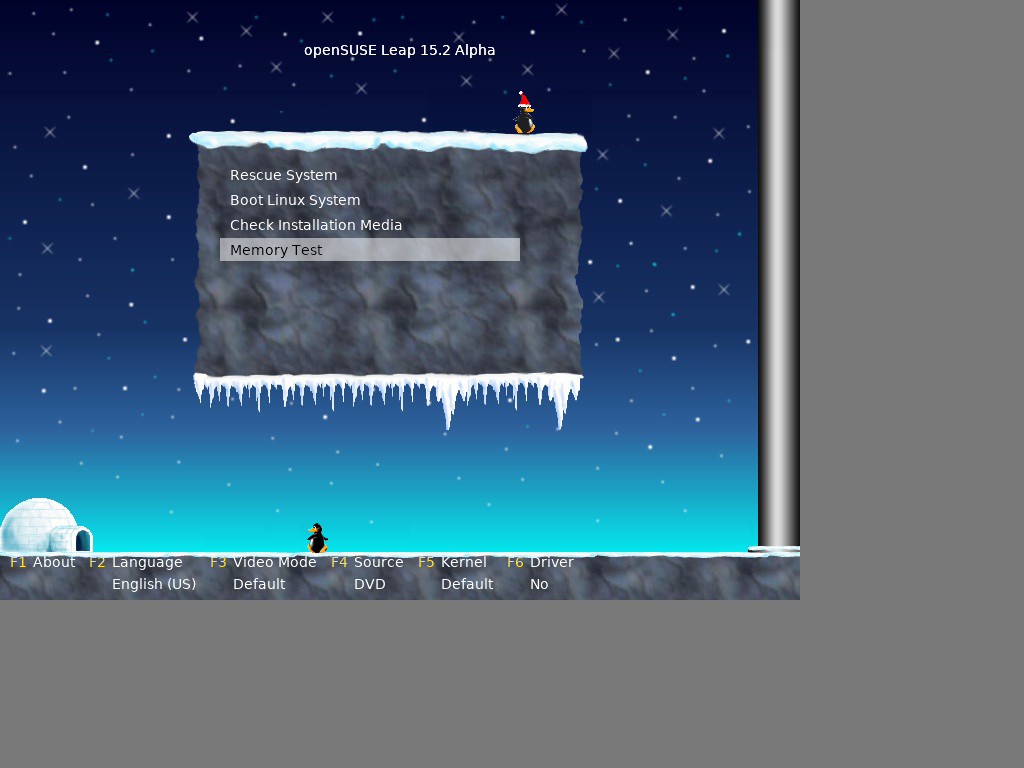 openSUSE Leap 15.2 Alpha
Rescue System
Boot Linux System
Check Installation Media
Memory Test
F1 About F2 Language F3 Video Mode F4 Source F5 Kernel F6 Driver
English (US) Default DVD Default No